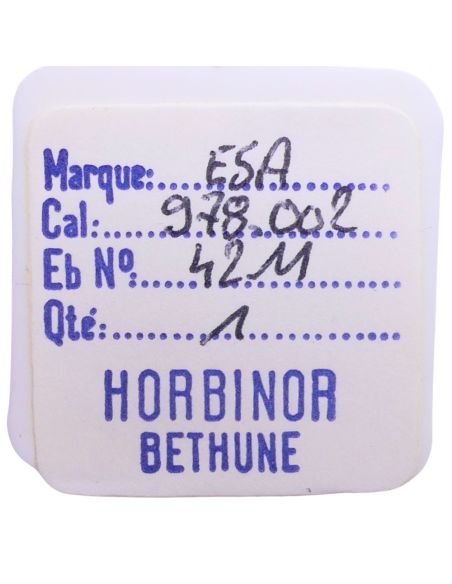 Marque: ESA
Cal: 978.002
Eb Nº: 4211
Qté: 1
HORBINOR
BETHUNE